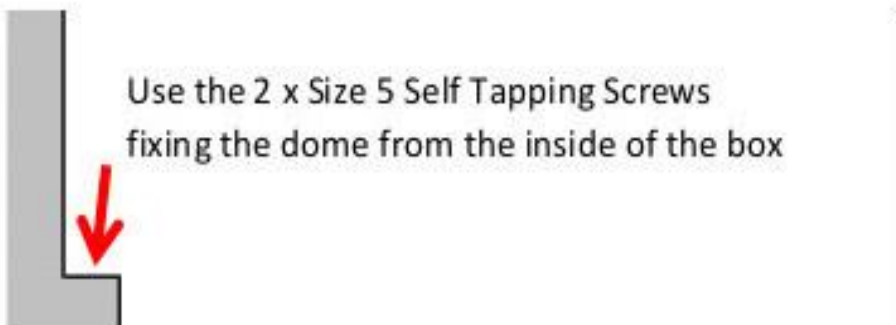 Use the 2 x Size 5 Self Tapping Screws
fixing the dome from the inside of the box